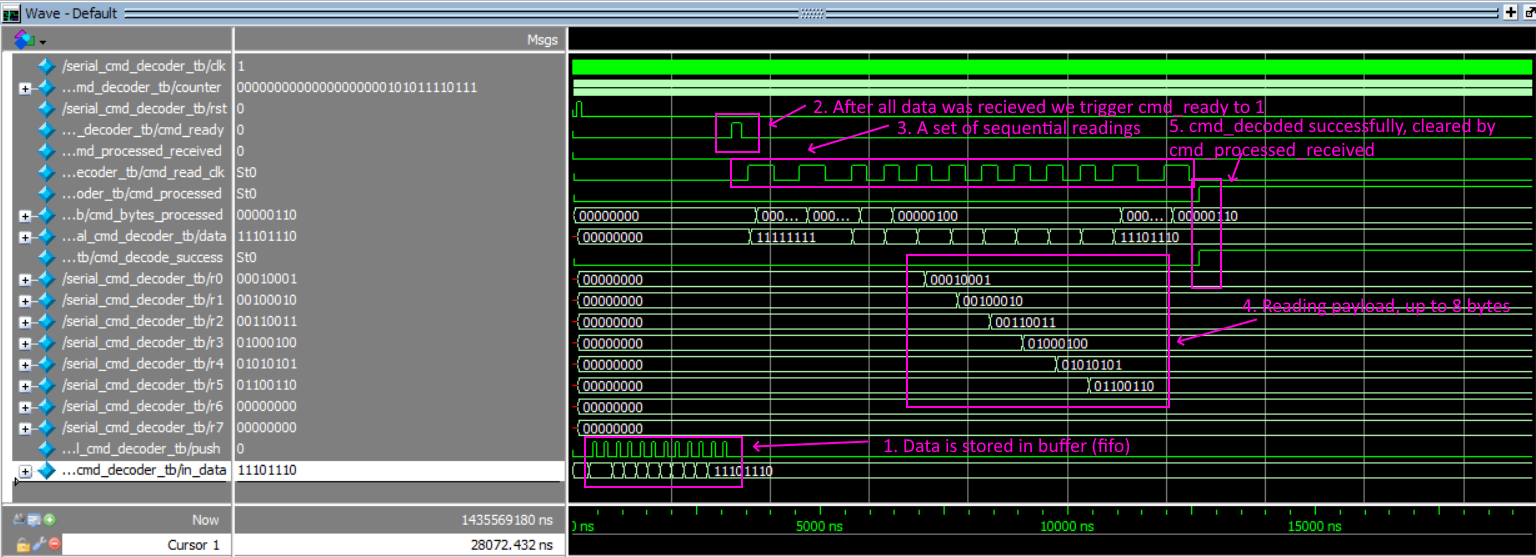 Wave - Default
Msgs
/serial_cmd_decoder_tb/clk 1
...md_decoder_tb/counter 00000000000000000000101011110111
/serial_cmd_decoder_tb/rst 0
2. After all data was recieved we trigger cmd_ready to 1
..._decoder_tb/cmd_ready 0
3. A set of sequential readings
5. cmd_decoded successfully, cleared by
cmd_processed_received
...md_processed_received 0
...ecoder_tb/cmd_read_clk St0
...oder_tb/cmd_processed St0
...b/cmd_bytes_processed 00000110 00000000 000... 000... 00000100 000... 00000110
...al_cmd_decoder_tb/data 11101110 00000000 11111111 11101110
...tb/cmd_decode_success St0
/serial_cmd_decoder_tb/r0 00010001 00000000 00010001
/serial_cmd_decoder_tb/r1 00100010 00000000 00100010
4. Reading payload, up to 8 bytes
/serial_cmd_decoder_tb/r2 00110011 00000000 00110011
/serial_cmd_decoder_tb/r3 01000100 00000000 01000100
/serial_cmd_decoder_tb/r4 01010101 00000000 01010101
/serial_cmd_decoder_tb/r5 01100110 00000000 01100110
/serial_cmd_decoder_tb/r6 00000000 00000000
/serial_cmd_decoder_tb/r7 00000000 00000000
...l_cmd_decoder_tb/push 0
1. Data is stored in buffer (fifo)
...cmd_decoder_tb/in_data 11101110 11101110
Now 1435569180 ns
ns 5000 ns 10000 ns 15000 ns
Cursor 1 28072.432 ns